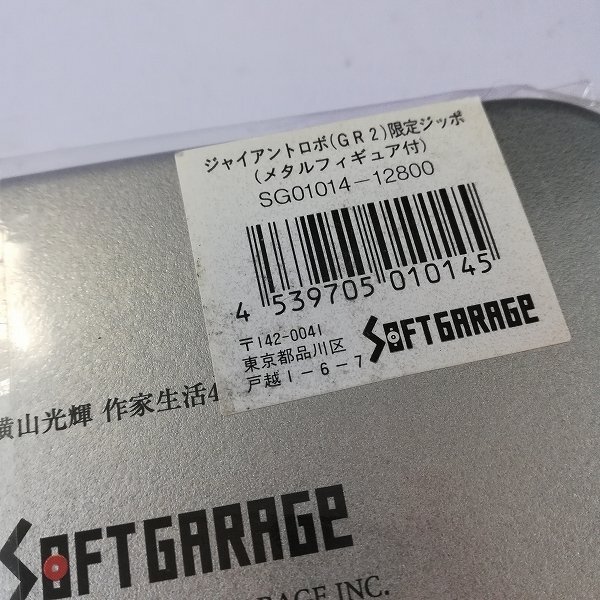 ジャイアントロボ(GR2)限定ジッポ
(メタルフィギュア付)
SG01014-12800
4 539705 010145
〒142-0041
東京都品川区
戸越1-6-7
SOFTGARAGE
横山光輝 作家生活4
SOFTGARAGE
INC.